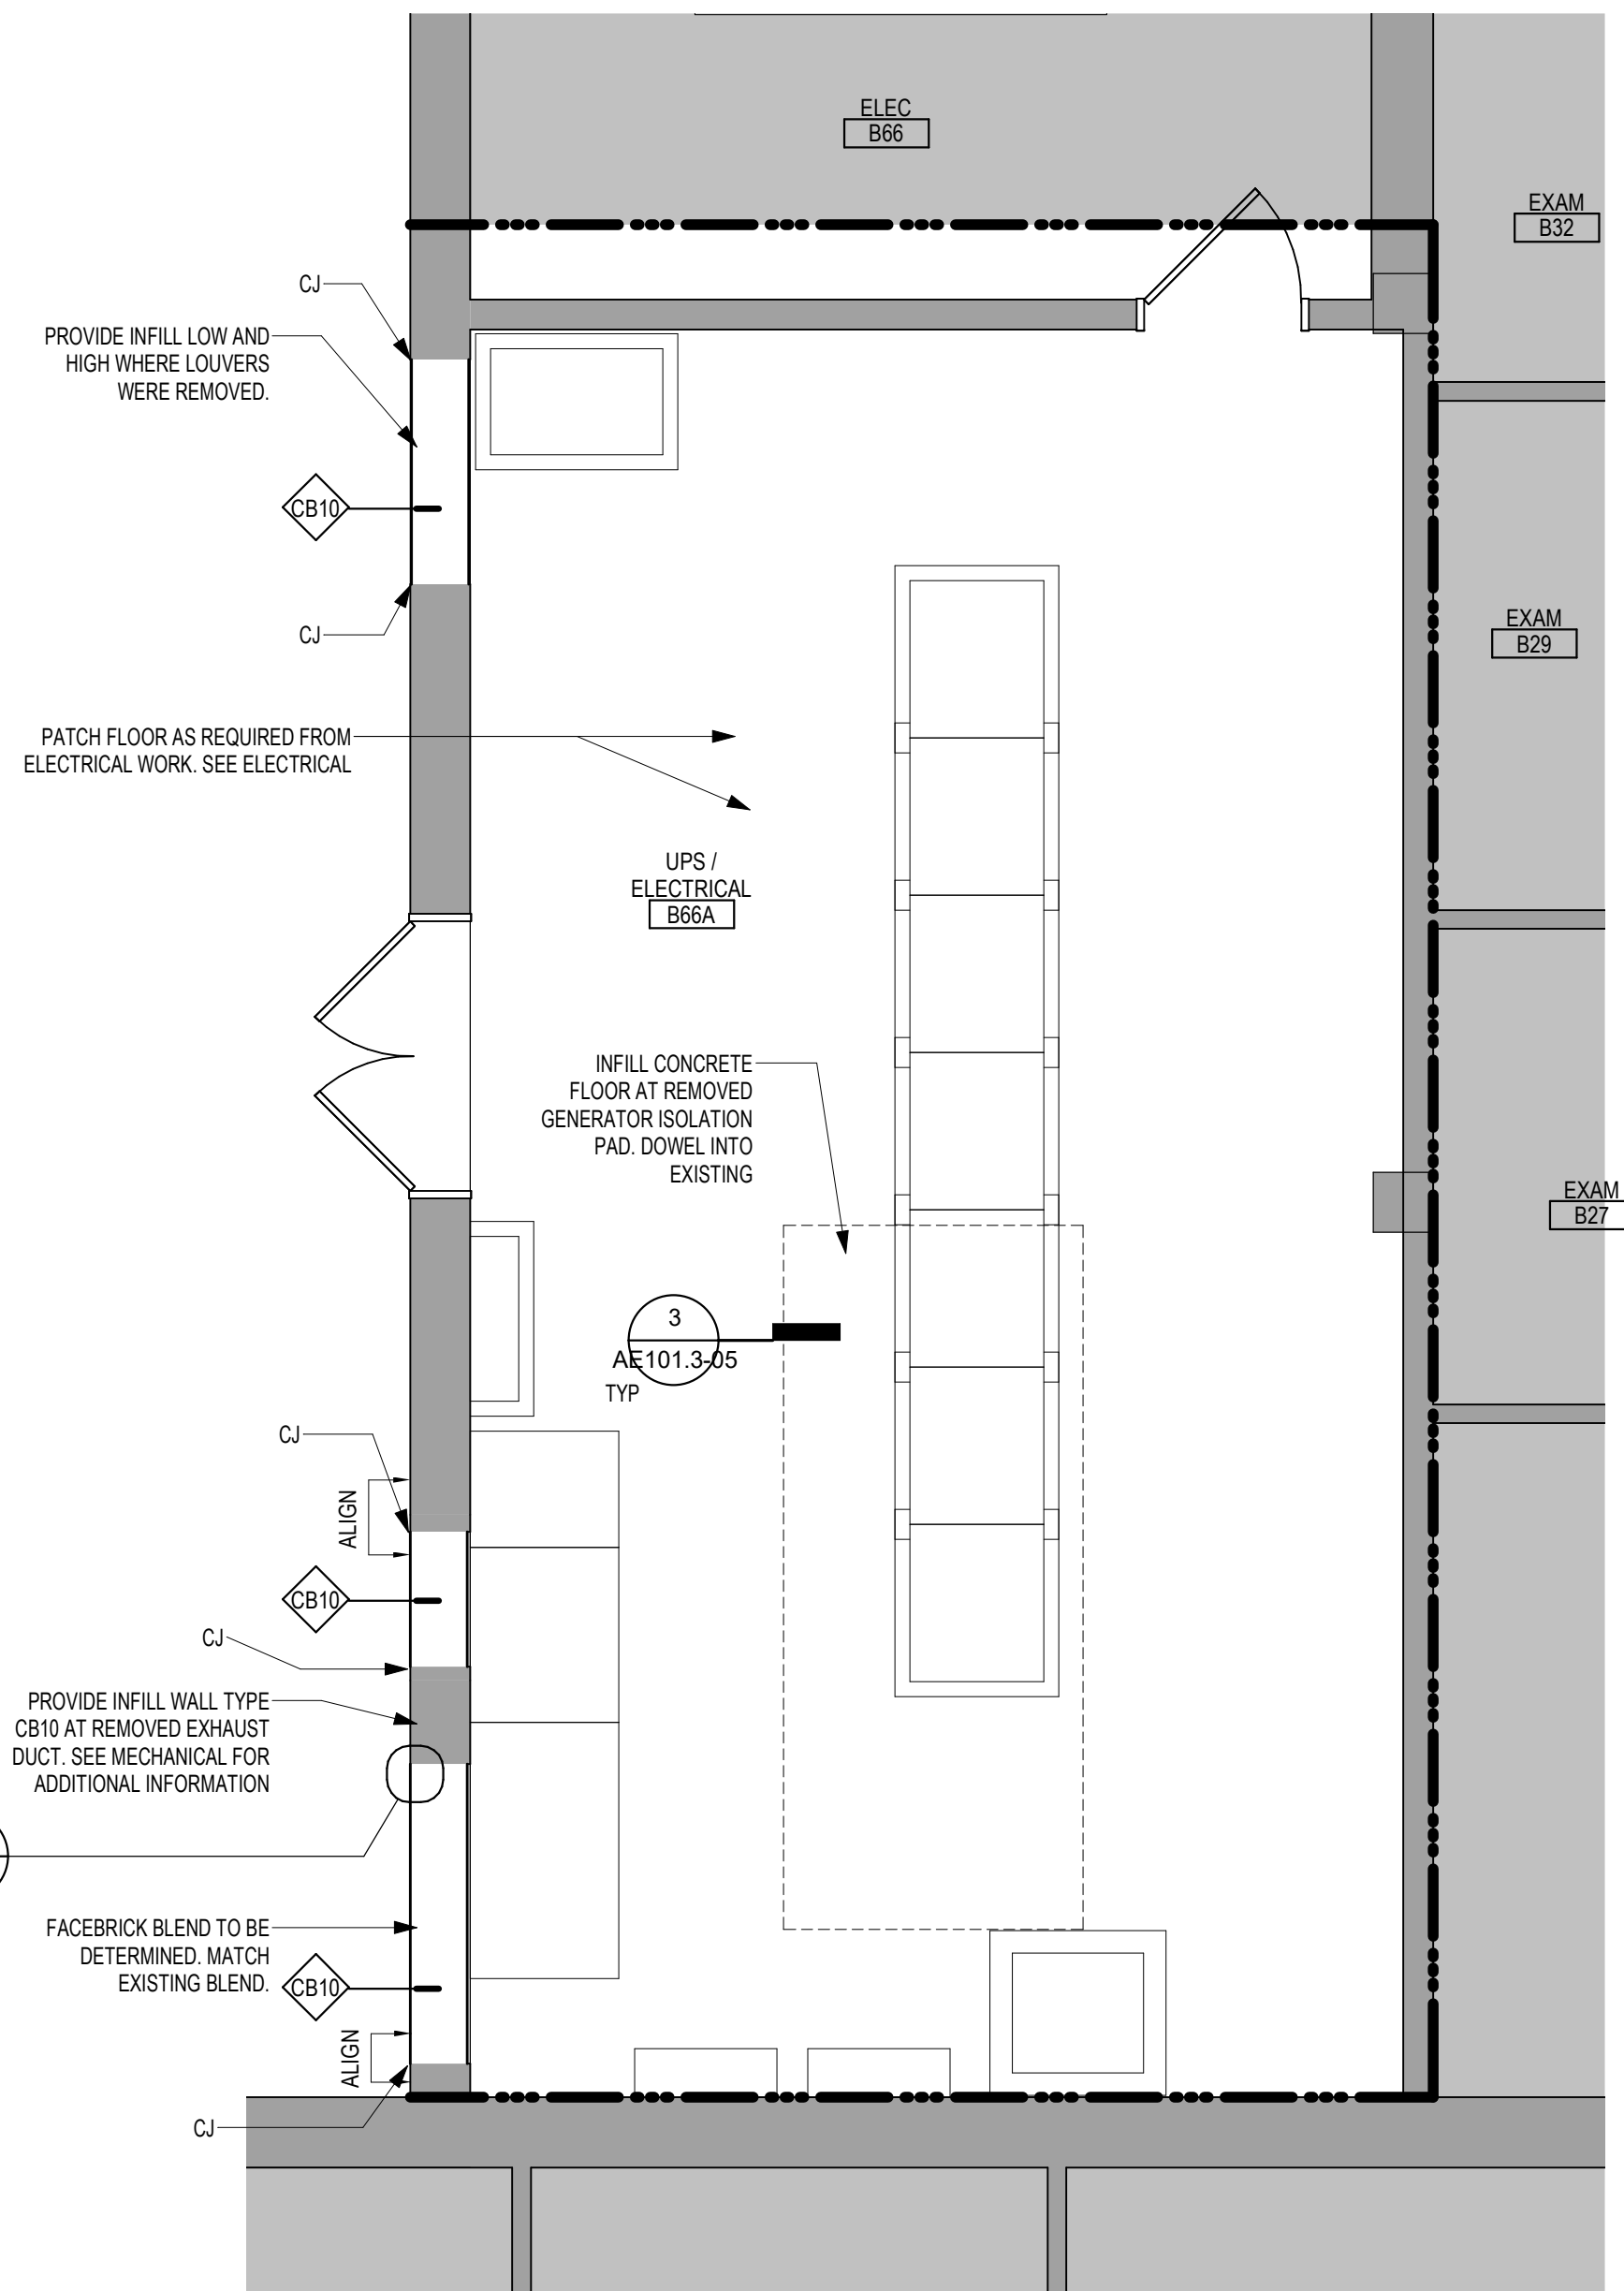 ELEC
B66
EXAM
B32
CJ
PROVIDE INFILL LOW AND
HIGH WHERE LOUVERS
WERE REMOVED.
CB10
CJ
EXAM
B29
PATCH FLOOR AS REQUIRED FROM
ELECTRICAL WORK. SEE ELECTRICAL
UPS /
ELECTRICAL
B66A
INFILL CONCRETE
FLOOR AT REMOVED
GENERATOR ISOLATION
PAD. DOWEL INTO
EXISTING
EXAM
B27
3
AE101.3-05
TYP
CJ
ALIGN
CB10
CJ
PROVIDE INFILL WALL TYPE
CB10 AT REMOVED EXHAUST
DUCT. SEE MECHANICAL FOR
ADDITIONAL INFORMATION
FACEBRICK BLEND TO BE
DETERMINED. MATCH
EXISTING BLEND.
CB10
ALIGN
CJ